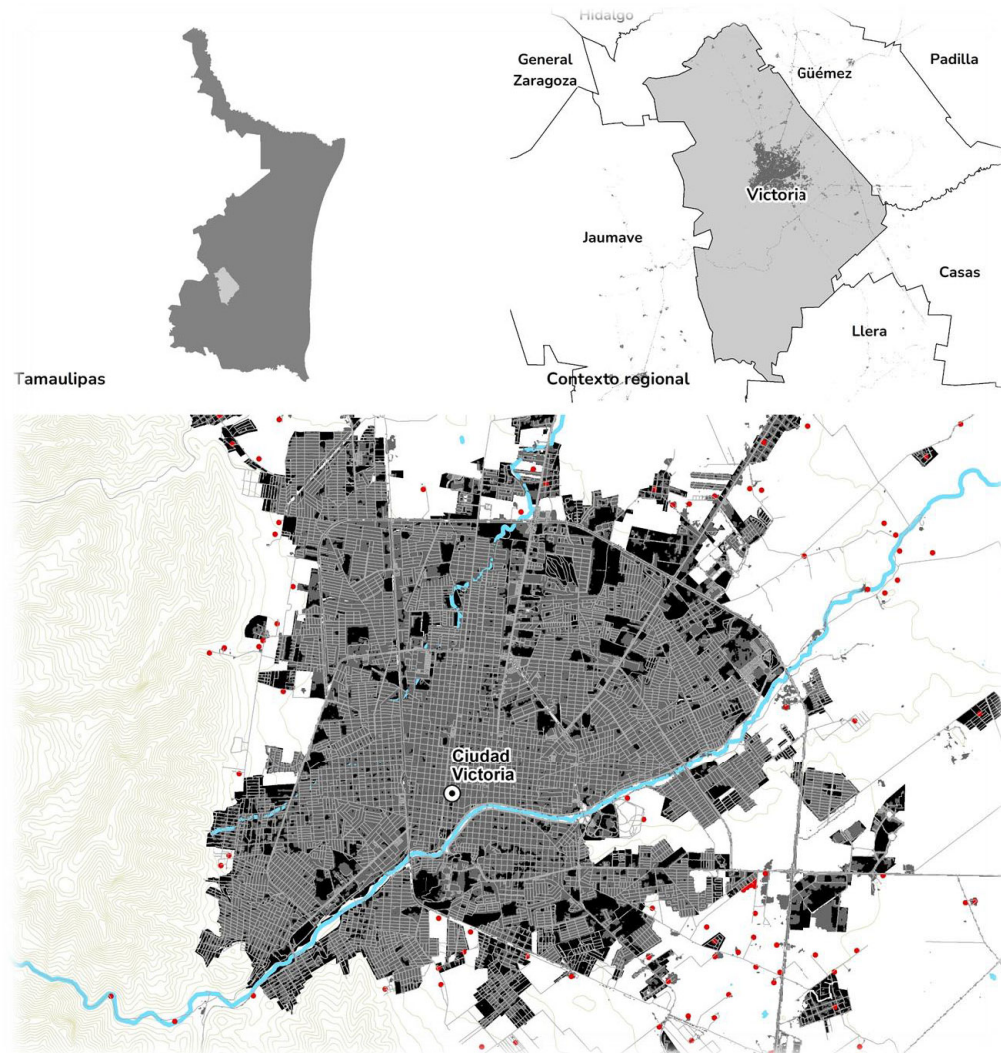 Hidalgo
General
Zaragoza
Güémez
Padilla
Victoria
Jaumave
Casas
Llera
Tamaulipas
Contexto regional
Ciudad
Victoria